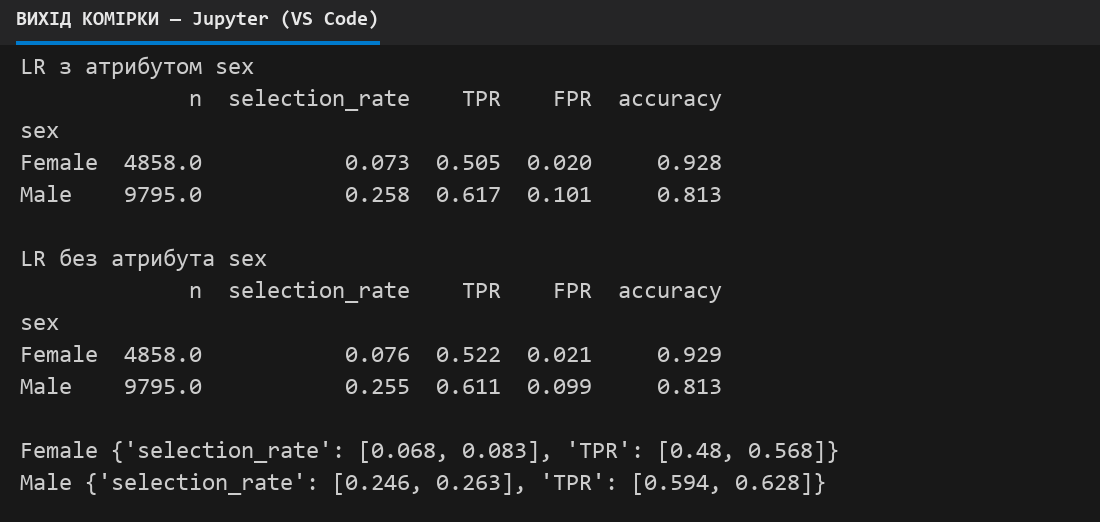 ВИХІД КОМІРКИ — Jupyter (VS Code)
LR з атрибутом sex
n selection_rate TPR FPR accuracy
sex
Female 4858.0 0.073 0.505 0.020 0.928
Male 9795.0 0.258 0.617 0.101 0.813
LR без атрибута sex
n selection_rate TPR FPR accuracy
sex
Female 4858.0 0.076 0.522 0.021 0.929
Male 9795.0 0.255 0.611 0.099 0.813
Female {'selection_rate': [0.068, 0.083], 'TPR': [0.48, 0.568]}
Male {'selection_rate': [0.246, 0.263], 'TPR': [0.594, 0.628]}